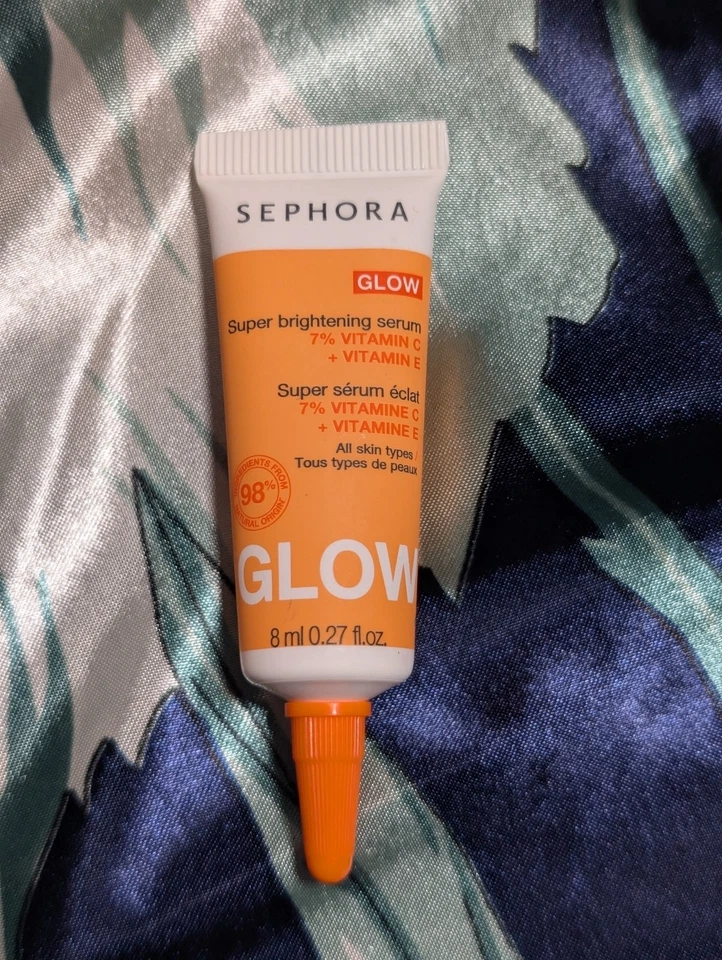 SEPHORA
GLOW
Super brightening serum
7% VITAMIN C
+ VITAMIN E
Super sérum éclat
7% VITAMINE C
+ VITAMINE E
All skin types /
Tous types de peaux
FROM
98%
GLOW
8 ml 0.27 fl.oz.